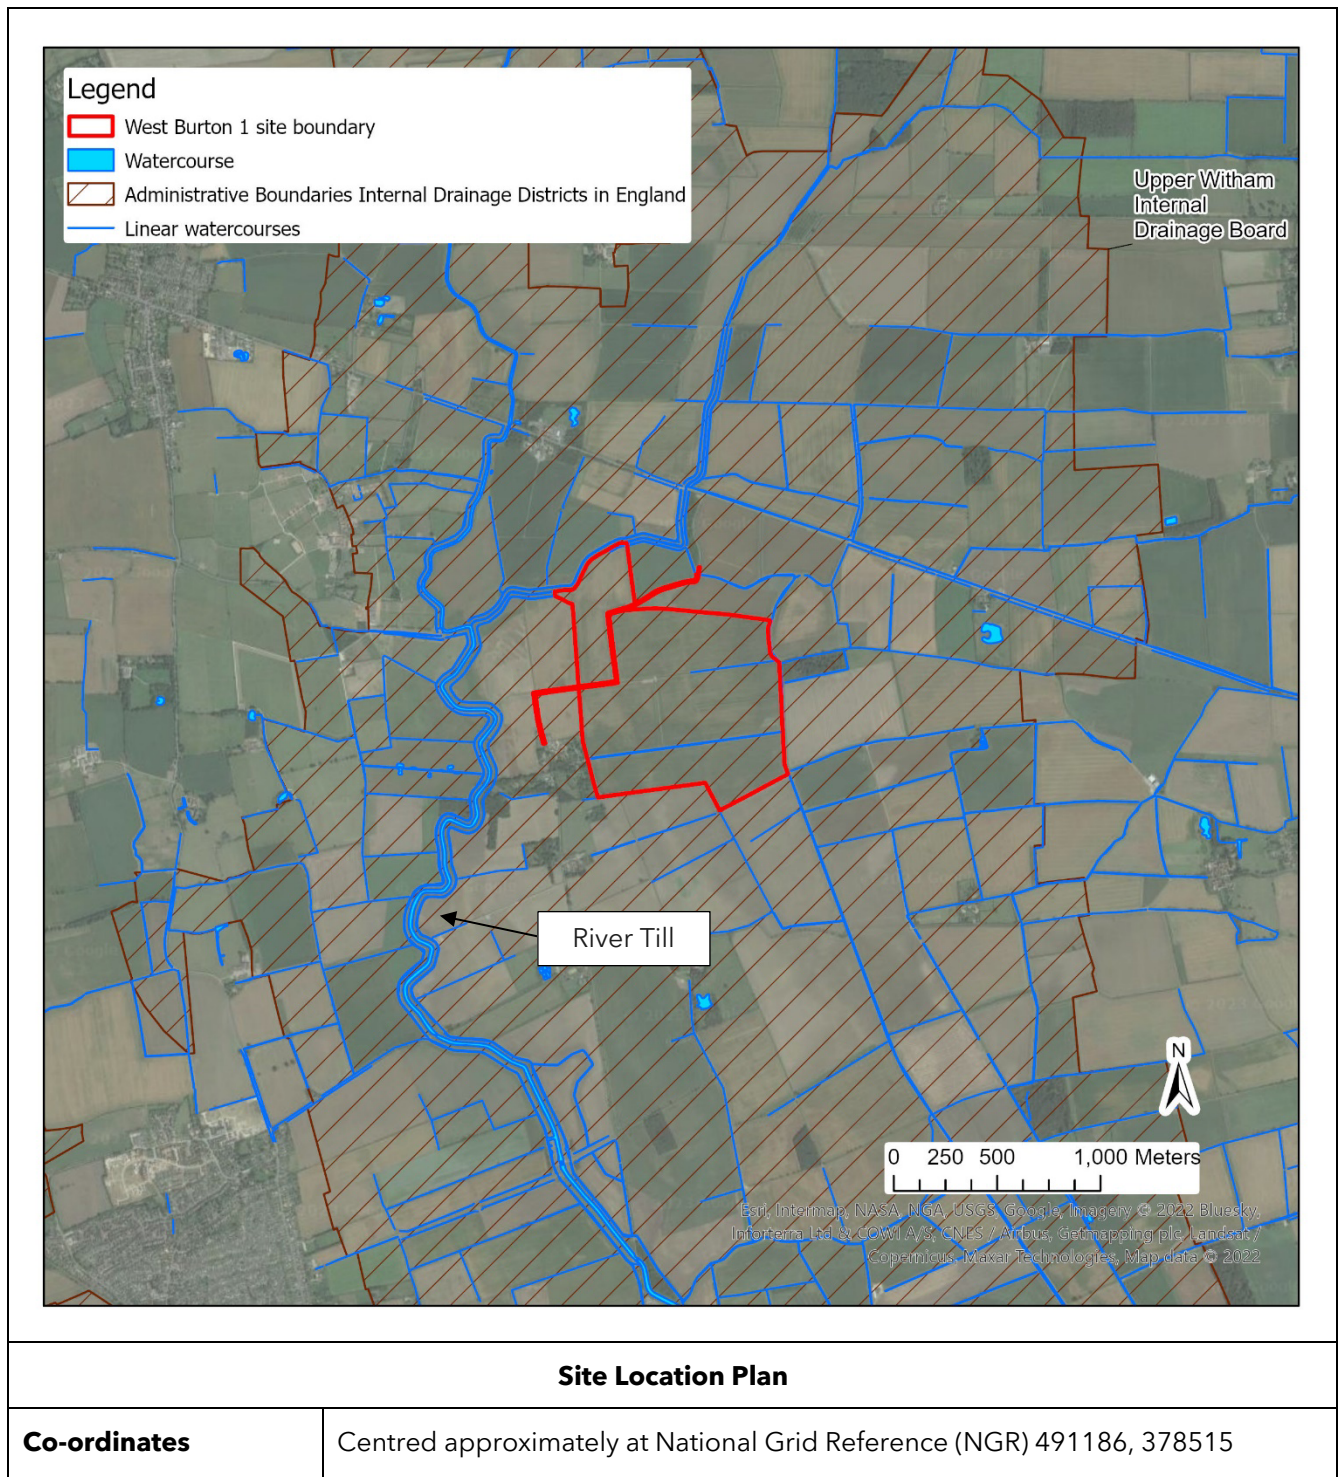 Legend
West Burton 1 site boundary
Watercourse
Administrative Boundaries Internal Drainage Districts in England
Linear watercourses
Upper Witham
Internal
Drainage Board
River Till
N
0 250 500 1,000 Meters
Esri, Intermap, NASA, NGA, USGS, Google, Imagery © 2022 Bluesky,
Infoterra Ltd & COWI A/S, CNES / Airbus, Getmapping plc, Landsat /
Copernicus, Maxar Technologies, Map data © 2022
Site Location Plan
Co-ordinates
Centred approximately at National Grid Reference (NGR) 491186, 378515